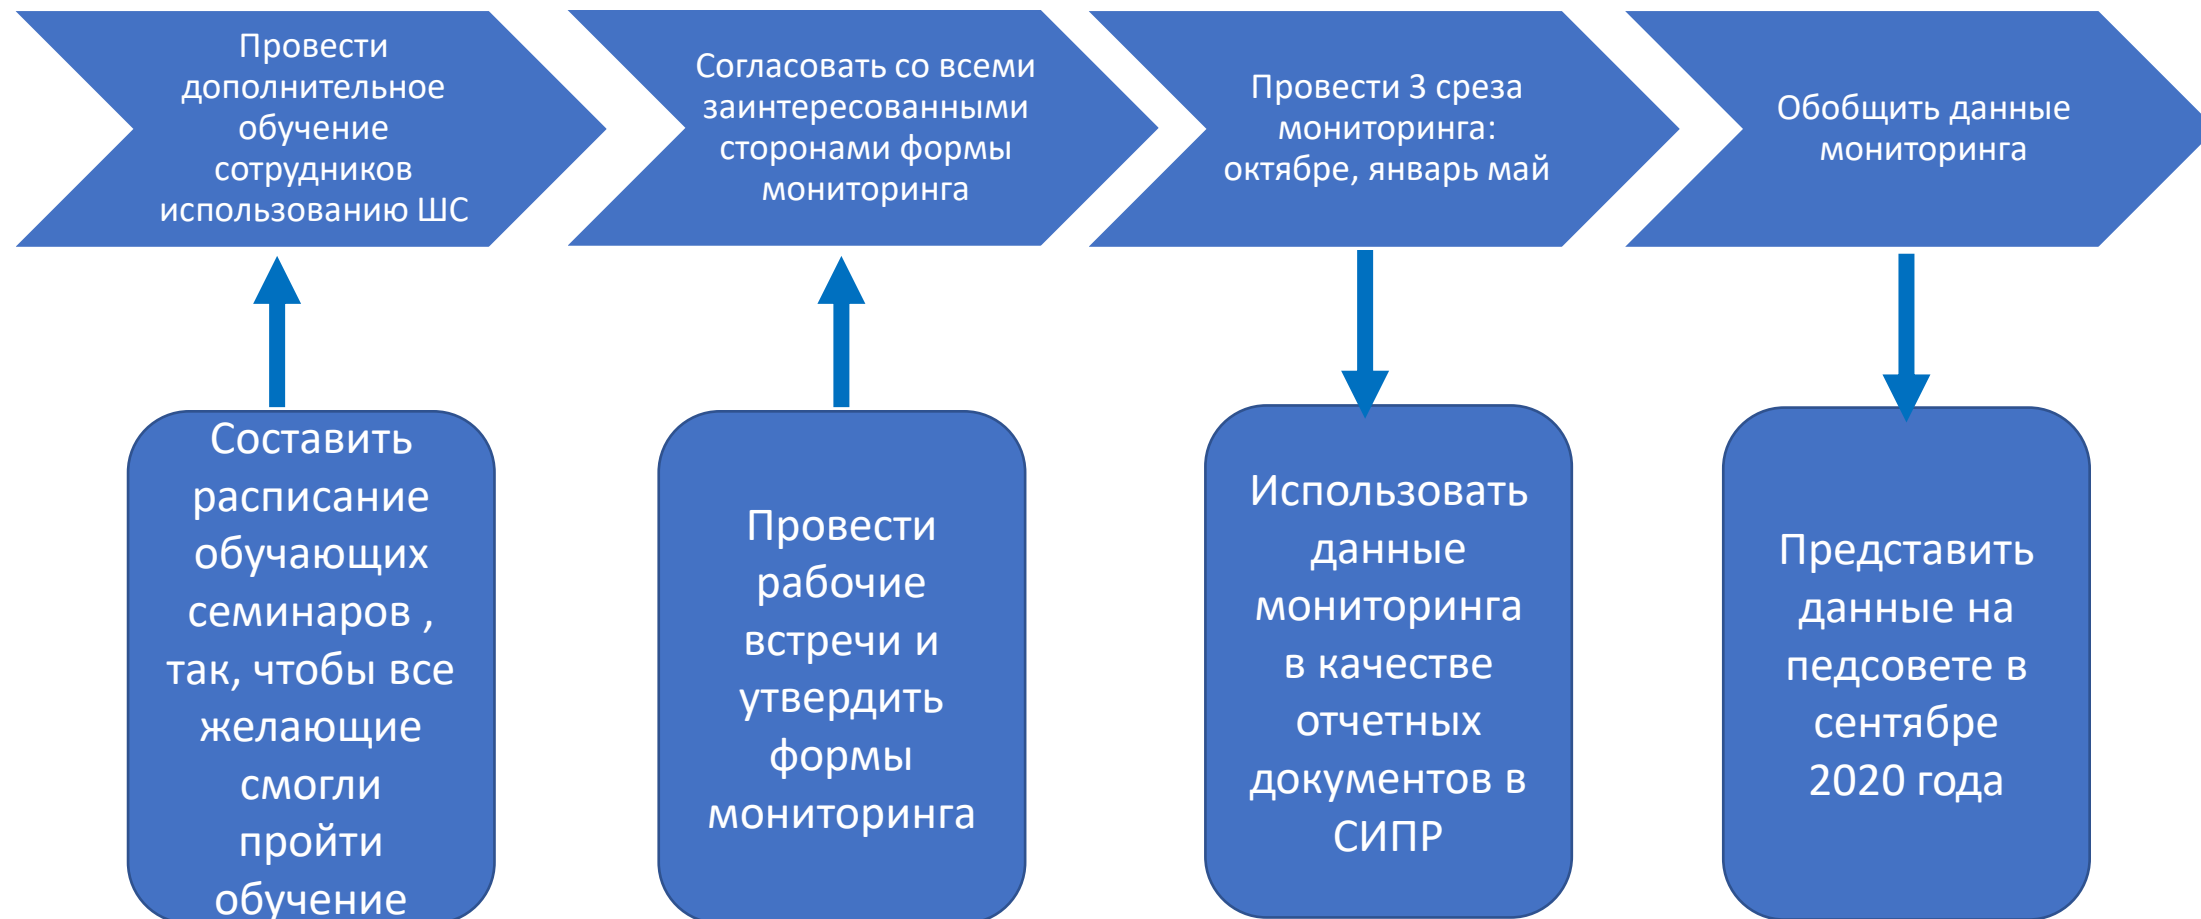 Провести
дополнительное
обучение
сотрудников
использованию ШС
Согласовать со всеми
заинтересованными
сторонами формы
мониторинга
Провести 3 среза
мониторинга:
октябре, январь май
Обобщить данные
мониторинга
Составить
расписание
обучающих
семинаров ,
так, чтобы все
желающие
смогли
пройти
обучение
Провести
рабочие
встречи и
утвердить
формы
мониторинга
Использовать
данные
мониторинга
в качестве
отчетных
документов в
СИПР
Представить
данные на
педсовете в
сентябре
2020 года